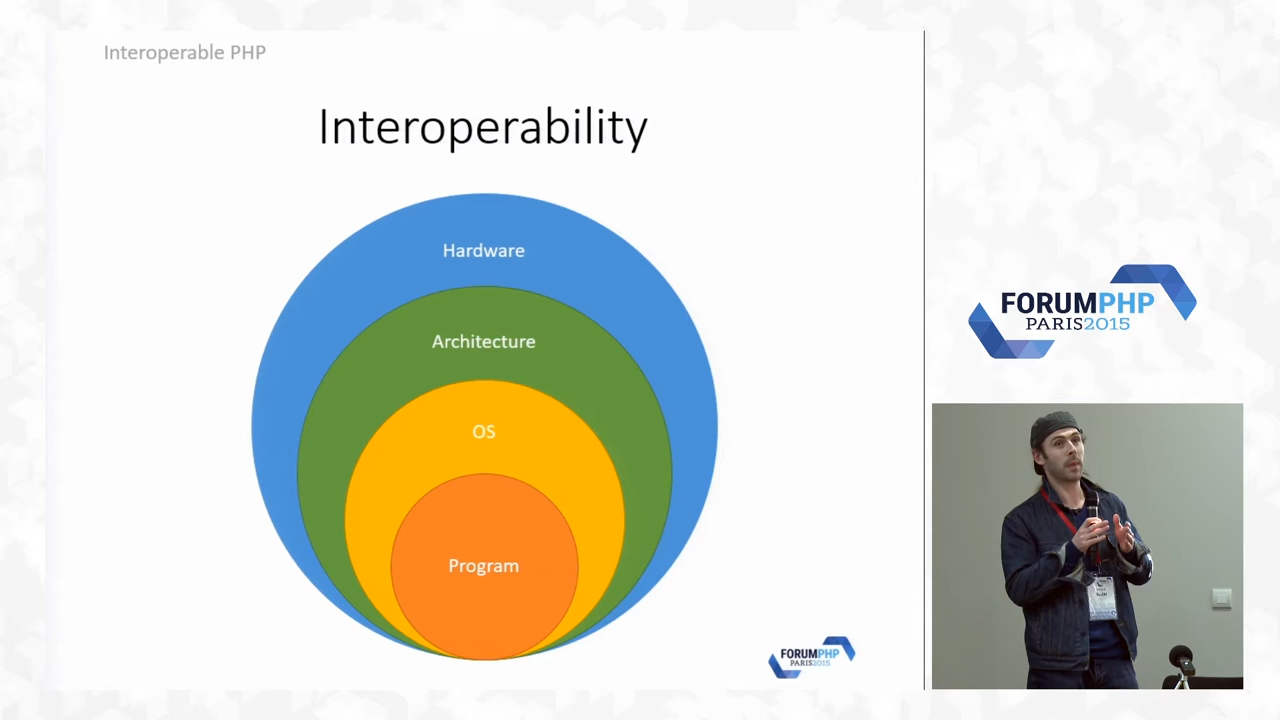 Interoperable PHP
Interoperability
Hardware
Architecture
OS
Program
FORUMPHP
PARIS2015
FORUMPHP
PARIS2015